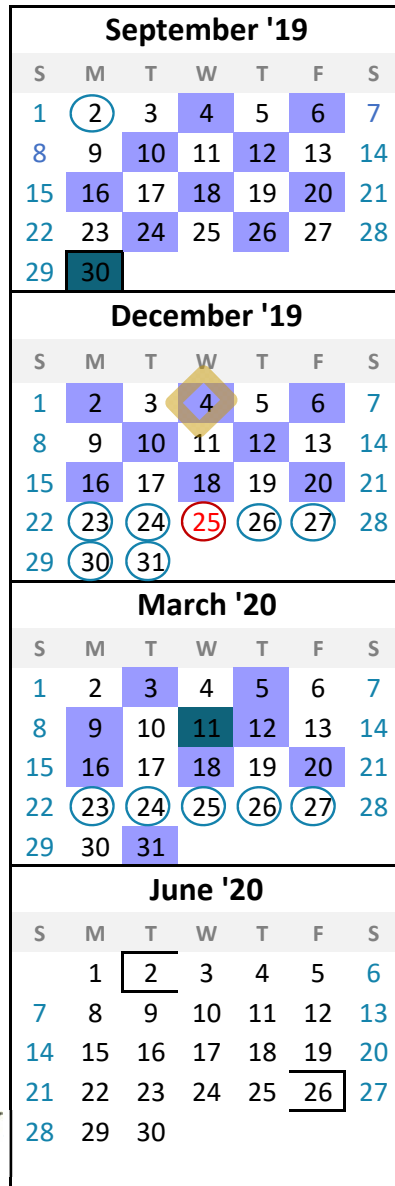 September '19
S M T W T F S
1 2 3 4 5 6 7
8 9 10 11 12 13 14
15 16 17 18 19 20 21
22 23 24 25 26 27 28
29 30
December '19
S M T W T F S
1 2 3 4 5 6 7
8 9 10 11 12 13 14
15 16 17 18 19 20 21
22 23 24 25 26 27 28
29 30 31
March '20
S M T W T F S
1 2 3 4 5 6 7
8 9 10 11 12 13 14
15 16 17 18 19 20 21
22 23 24 25 26 27 28
29 30 31
June '20
S M T W T F S
1 2 3 4 5 6
7 8 9 10 11 12 13
14 15 16 17 18 19 20
21 22 23 24 25 26 27
28 29 30